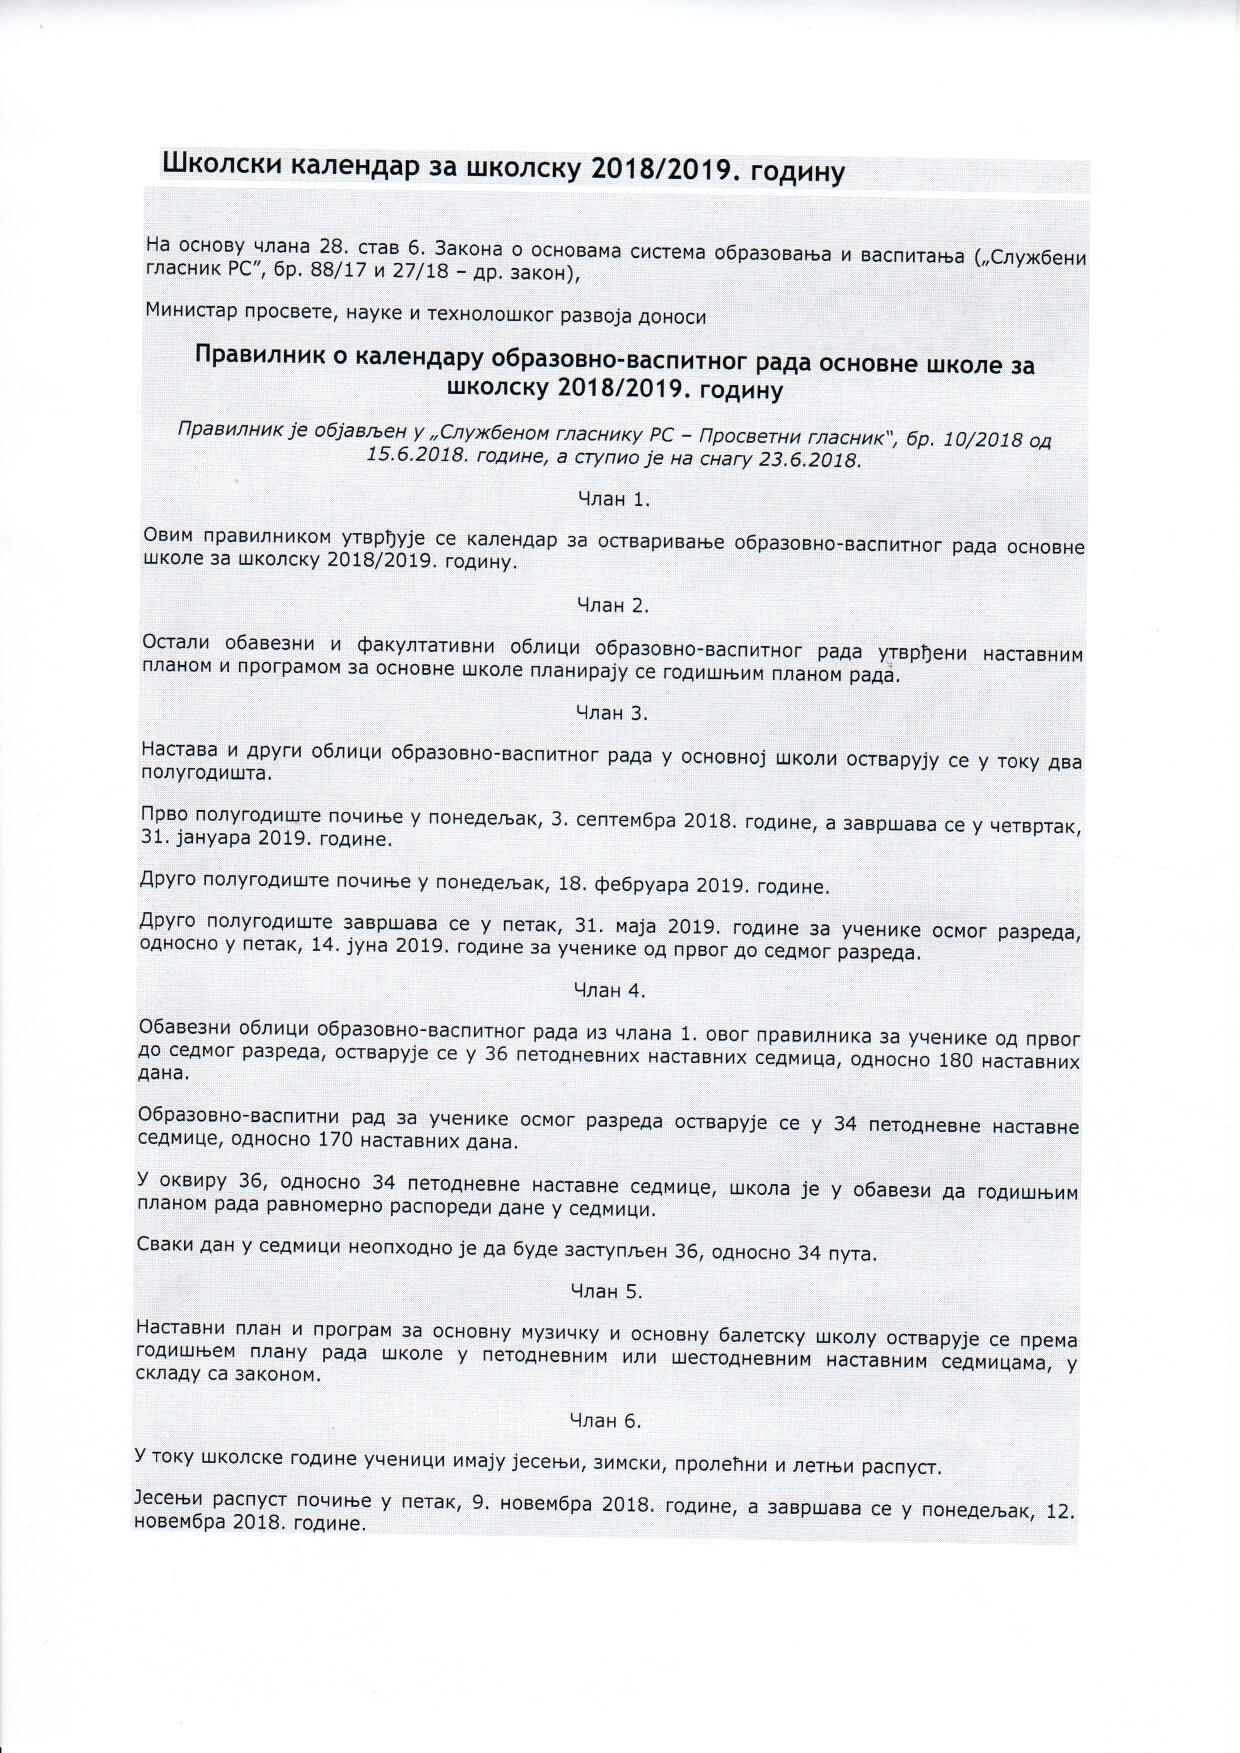 Школски календар за школску 2018/2019. годину
На основу члана 28. став 6. Закона о основама система образовања и васпитања („Службени
гласник РС”, бр. 88/17 и 27/18 – др. закон),
Министар просвете, науке и технолошког развоја доноси
Правилник о календару образовно-васпитног рада основне школе за
школску 2018/2019. годину
Правилник је објављен у „Службеном гласнику РС – Просветни гласник“, бр. 10/2018 од
15.6.2018. године, а ступио је на снагу 23.6.2018.
Члан 1.
Овим правилником утврђује се календар за остваривање образовно-васпитног рада основне
школе за школску 2018/2019. годину.
Члан 2.
Остали обавезни и факултативни облици образовно-васпитног рада утврђени наставним
планом и програмом за основне школе планирају се годишњим планом рада.
Члан 3.
Настава и други облици образовно-васпитног рада у основној школи остварују се у току два
полугодишта.
Прво полугодиште почиње у понедељак, 3. септембра 2018. године, а завршава се у четвртак,
31. јануара 2019. године.
Друго полугодиште почиње у понедељак, 18. фебруара 2019. године.
Друго полугодиште завршава се у петак, 31. маја 2019. године за ученике осмог разреда,
односно у петак, 14. јуна 2019. године за ученике од првог до седмог разреда.
Члан 4.
Обавезни облици образовно-васпитног рада из члана 1. овог правилника за ученике од првог
до седмог разреда, остварује се у 36 петодневних наставних седмица, односно 180 наставних
дана.
Образовно-васпитни рад за ученике осмог разреда остварује се у 34 петодневне наставне
седмице, односно 170 наставних дана.
У оквиру 36, односно 34 петодневне наставне седмице, школа је у обавези да годишњим
планом рада равномерно распореди дане у седмици.
Сваки дан у седмици неопходно је да буде заступљен 36, односно 34 пута.
Члан 5.
Наставни план и програм за основну музичку и основну балетску школу остварује се према
годишњем плану рада школе у петодневним или шестодневним наставним седмицама, у
складу са законом.
Члан 6.
У току школске године ученици имају јесењи, зимски, пролећни и летњи распуст.
Јесењи распуст почиње у петак, 9. новембра 2018. године, а завршава се у понедељак, 12.
новембра 2018. године.